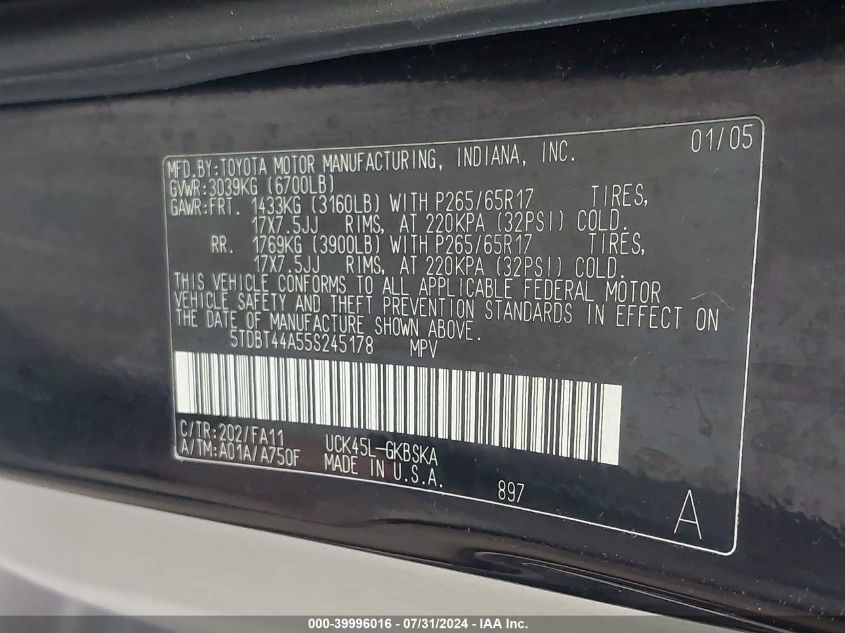 01/05
MFD.BY:TOYOTA MOTOR MANUFACTURING, INDIANA, INC.
GVWR:3039KG (6700LB)
GAWR:FRT. 1433KG (3160LB) WITH P265/65R17 TIRES,
17X7.5JJ RIMS, AT 220KPA (32PSI) COLD.
RR. 1769KG (3900LB) WITH P265/65R17 TIRES,
17X7.5JJ RIMS, AT 220KPA (32PSI) COLD.
THIS VEHICLE CONFORMS TO ALL APPLICABLE FEDERAL MOTOR
VEHICLE SAFETY AND THEFT PREVENTION STANDARDS IN EFFECT ON
THE DATE OF MANUFACTURE SHOWN ABOVE.
5TDBT44A55S245178 MPV
C/TR:202/FA11 UCK45L-GKBSKA
A/TM:A01A/A750F MADE IN U.S.A.
897
A
000-39996016 - 07/31/2024 - IAA Inc.